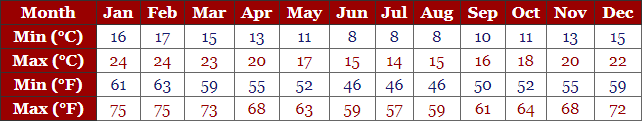 Month Jan Feb Mar Apr May Jun Jul Aug Sep Oct Nov Dec
Min (°C) 16 17 15 13 11 8 8 8 10 11 13 15
Max (°C) 24 24 23 20 17 15 14 15 16 18 20 22
Min (°F) 61 63 59 55 52 46 46 46 50 52 55 59
Max (°F) 75 75 73 68 63 59 57 59 61 64 68 72